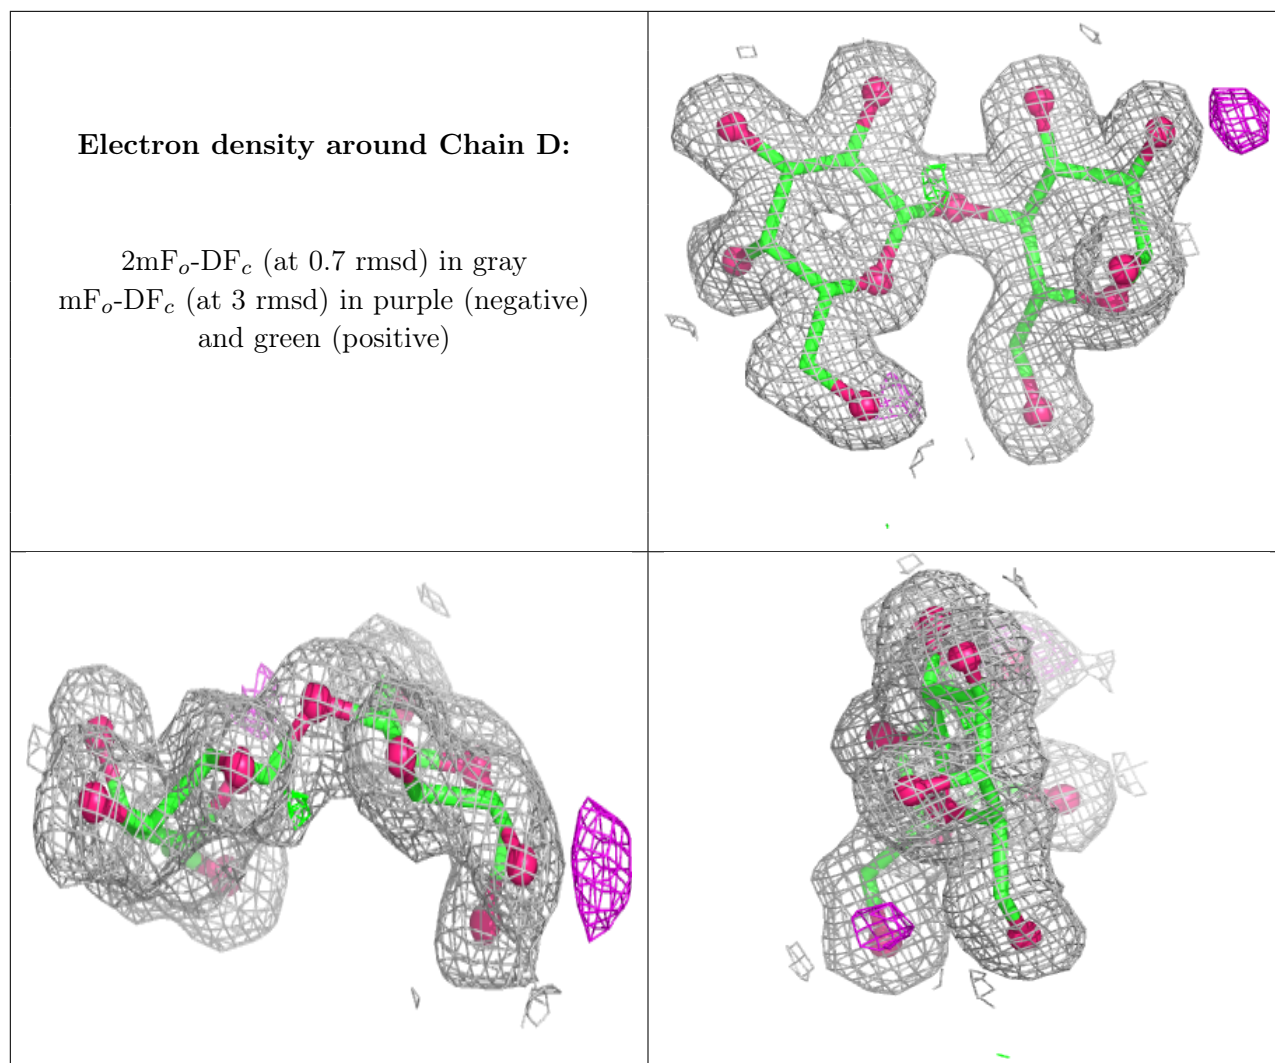 Electron density around Chain D:
2mFo-DFc (at 0.7 rmsd) in gray
mFo-DFc (at 3 rmsd) in purple (negative)
and green (positive)